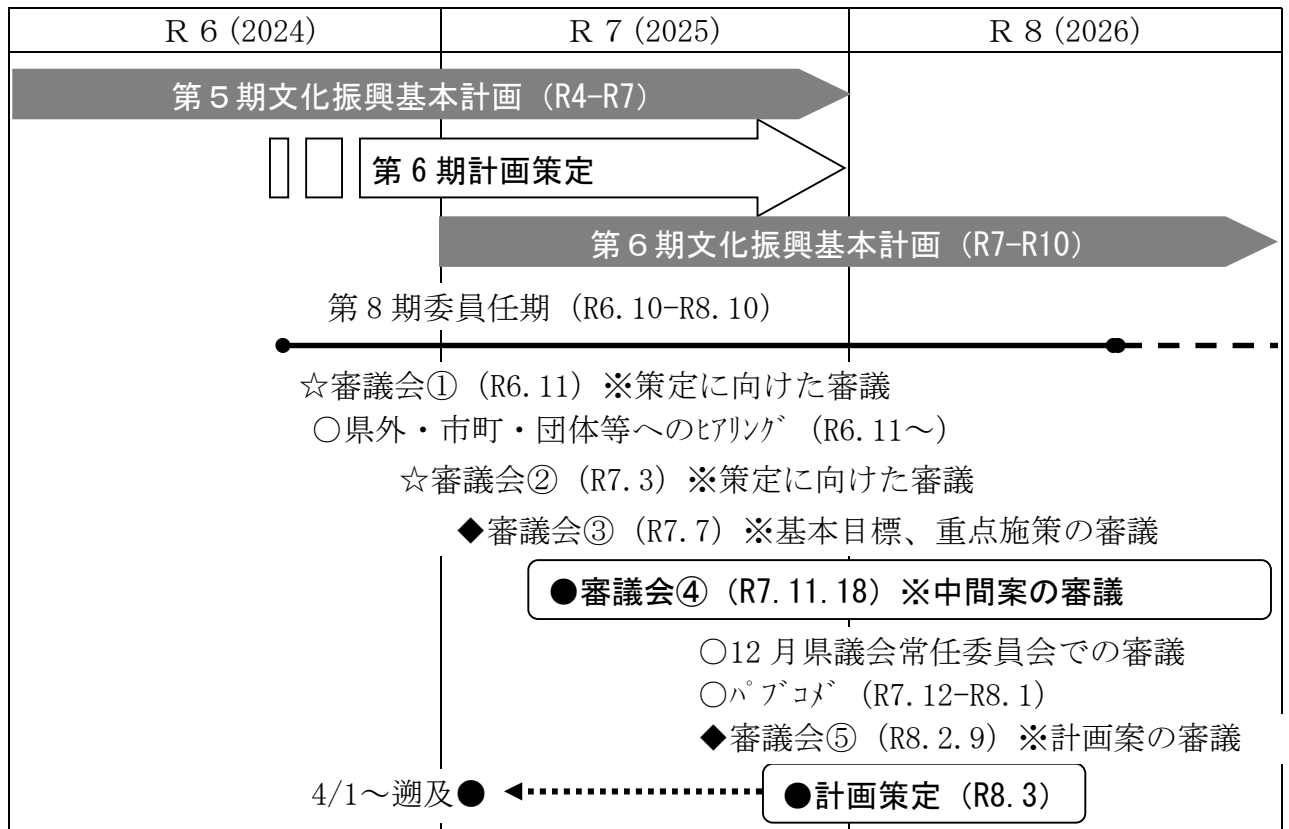 Ｒ６(2024)
Ｒ７(2025)
Ｒ８(2026)
第５期文化振興基本計画（R4-R7）
第６期計画策定
第６期文化振興基本計画（R7-R10）
第８期委員任期（R6.10-R8.10）
☆審議会①（R6.11）※策定に向けた審議
○県外・市町・団体等へのﾋｱﾘﾝｸﾞ（R6.11～）
☆審議会②（R7.3）※策定に向けた審議
◆審議会③（R7.7）※基本目標、重点施策の審議
●審議会④（R7.11.18）※中間案の審議
○12月県議会常任委員会での審議
○ﾊﾟﾌﾞｺﾒﾞ（R7.12-R8.1）
◆審議会⑤（R8.2.9）※計画案の審議
4/1～遡及●
●計画策定（R8.3）